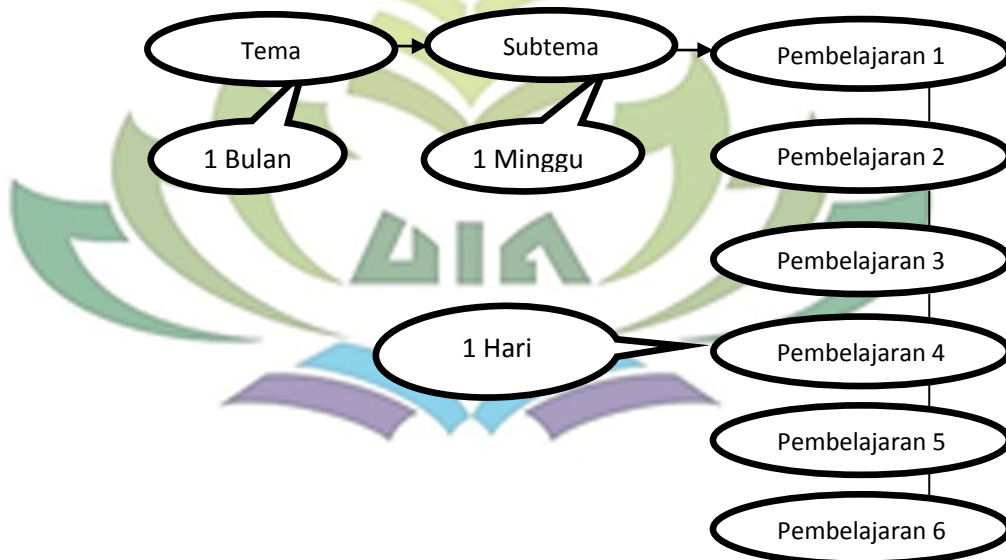 Tema
Subtema
Pembelajaran 1
1 Bulan
1 Minggu
Pembelajaran 2
UIN
Pembelajaran 3
1 Hari
Pembelajaran 4
Pembelajaran 5
Pembelajaran 6